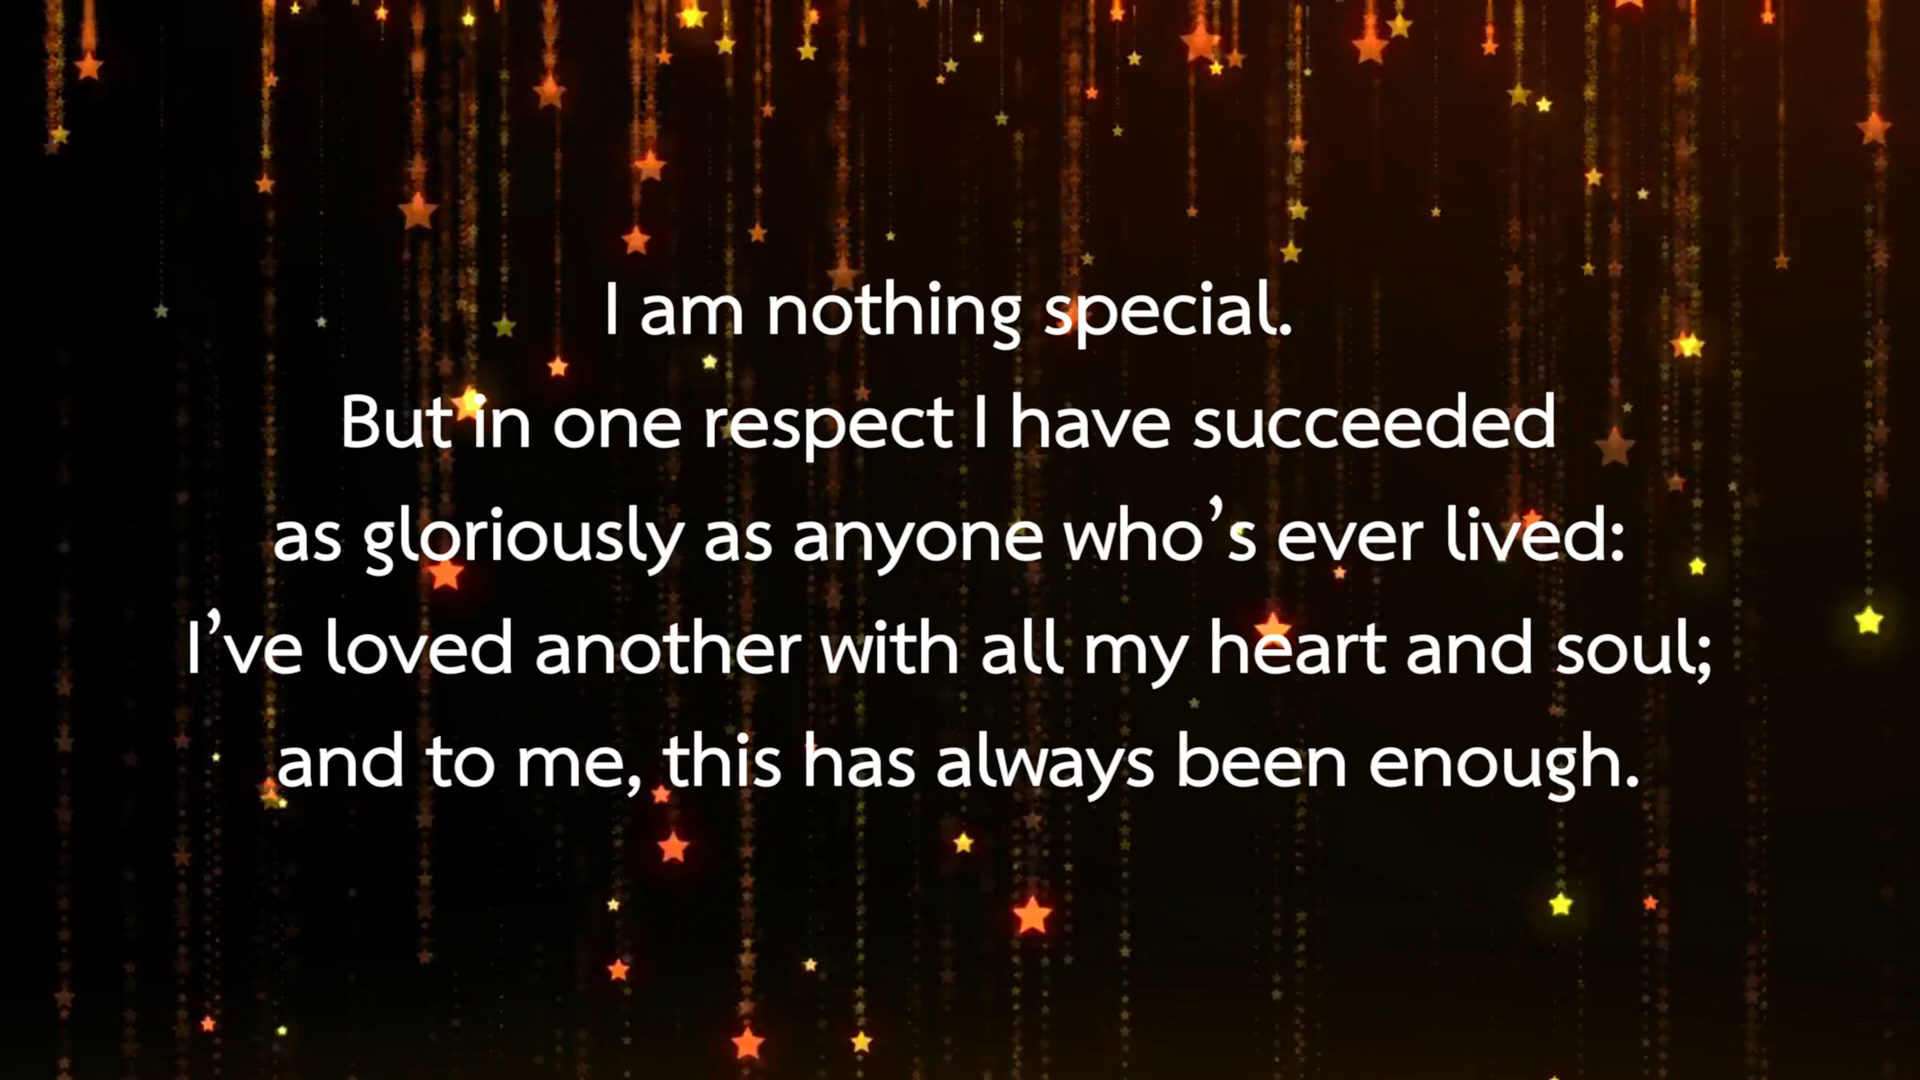 I am nothing special.
But in one respect I have succeeded
as gloriously as anyone who’s ever lived:
I’ve loved another with all my heart and soul;
and to me, this has always been enough.